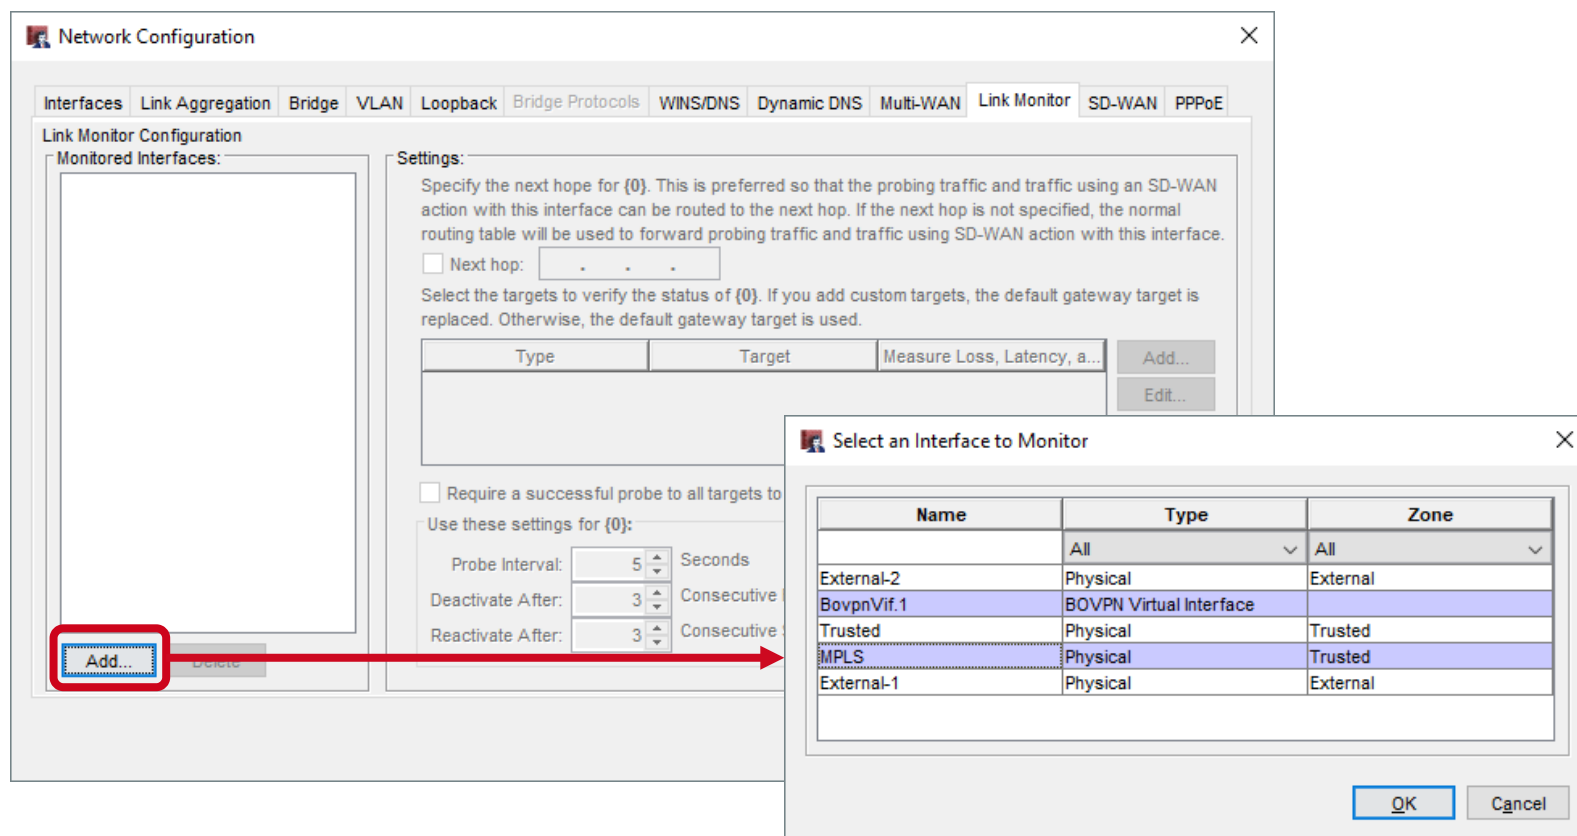 Network Configuration
Interfaces Link Aggregation Bridge VLAN Loopback Bridge Protocols WINS/DNS Dynamic DNS Multi-WAN Link Monitor SD-WAN PPPoE
Link Monitor Configuration
Monitored Interfaces:
Add...
Delete
Settings:
Specify the next hope for {0}. This is preferred so that the probing traffic and traffic using an SD-WAN
action with this interface can be routed to the next hop. If the next hop is not specified, the normal
routing table will be used to forward probing traffic and traffic using SD-WAN action with this interface.
Next hop: . . .
Select the targets to verify the status of {0}. If you add custom targets, the default gateway target is
replaced. Otherwise, the default gateway target is used.
Type Target Measure Loss, Latency, a...
Add...
Edit...
Require a successful probe to all targets to
Use these settings for {0}:
Probe Interval: 5 Seconds
Deactivate After: 3 Consecutive
Reactivate After: 3 Consecutive
Select an Interface to Monitor
Name Type Zone
All All
External-2 Physical External
BovpnVif.1 BOVPN Virtual Interface
Trusted Physical Trusted
MPLS Physical Trusted
External-1 Physical External
OK Cancel